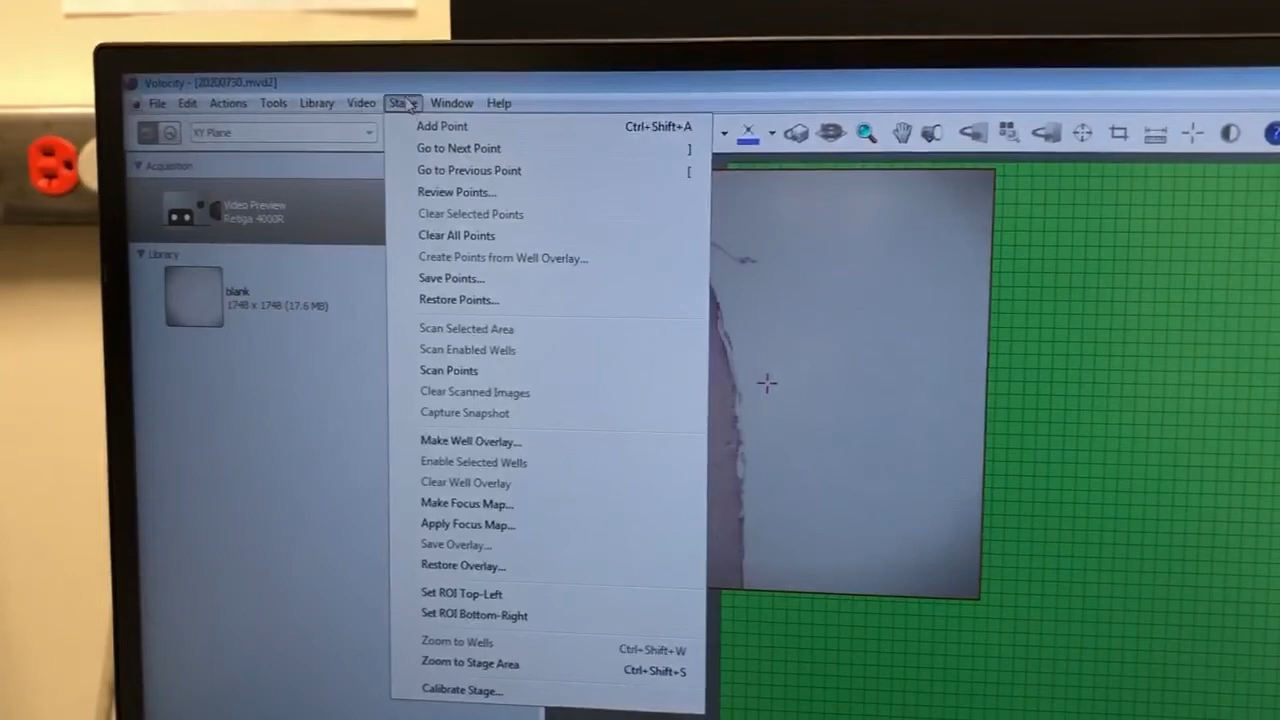 Volocity - [20200730.mvd2]
File Edit Actions Tools Library Video Stage Window Help
XY Plane
Acquisition
Video Preview
Retiga 4000R
Library
blank
1748 x 1748 (17.6 MB)
Add Point Ctrl+Shift+A
Go to Next Point ]
Go to Previous Point [
Review Points...
Clear Selected Points
Clear All Points
Create Points from Well Overlay...
Save Points...
Restore Points...
Scan Selected Area
Scan Enabled Wells
Scan Points
Clear Scanned Images
Capture Snapshot
Make Well Overlay...
Enable Selected Wells
Clear Well Overlay
Make Focus Map...
Apply Focus Map...
Save Overlay...
Restore Overlay...
Set ROI Top-Left
Set ROI Bottom-Right
Zoom to Wells Ctrl+Shift+W
Zoom to Stage Area Ctrl+Shift+S
Calibrate Stage...